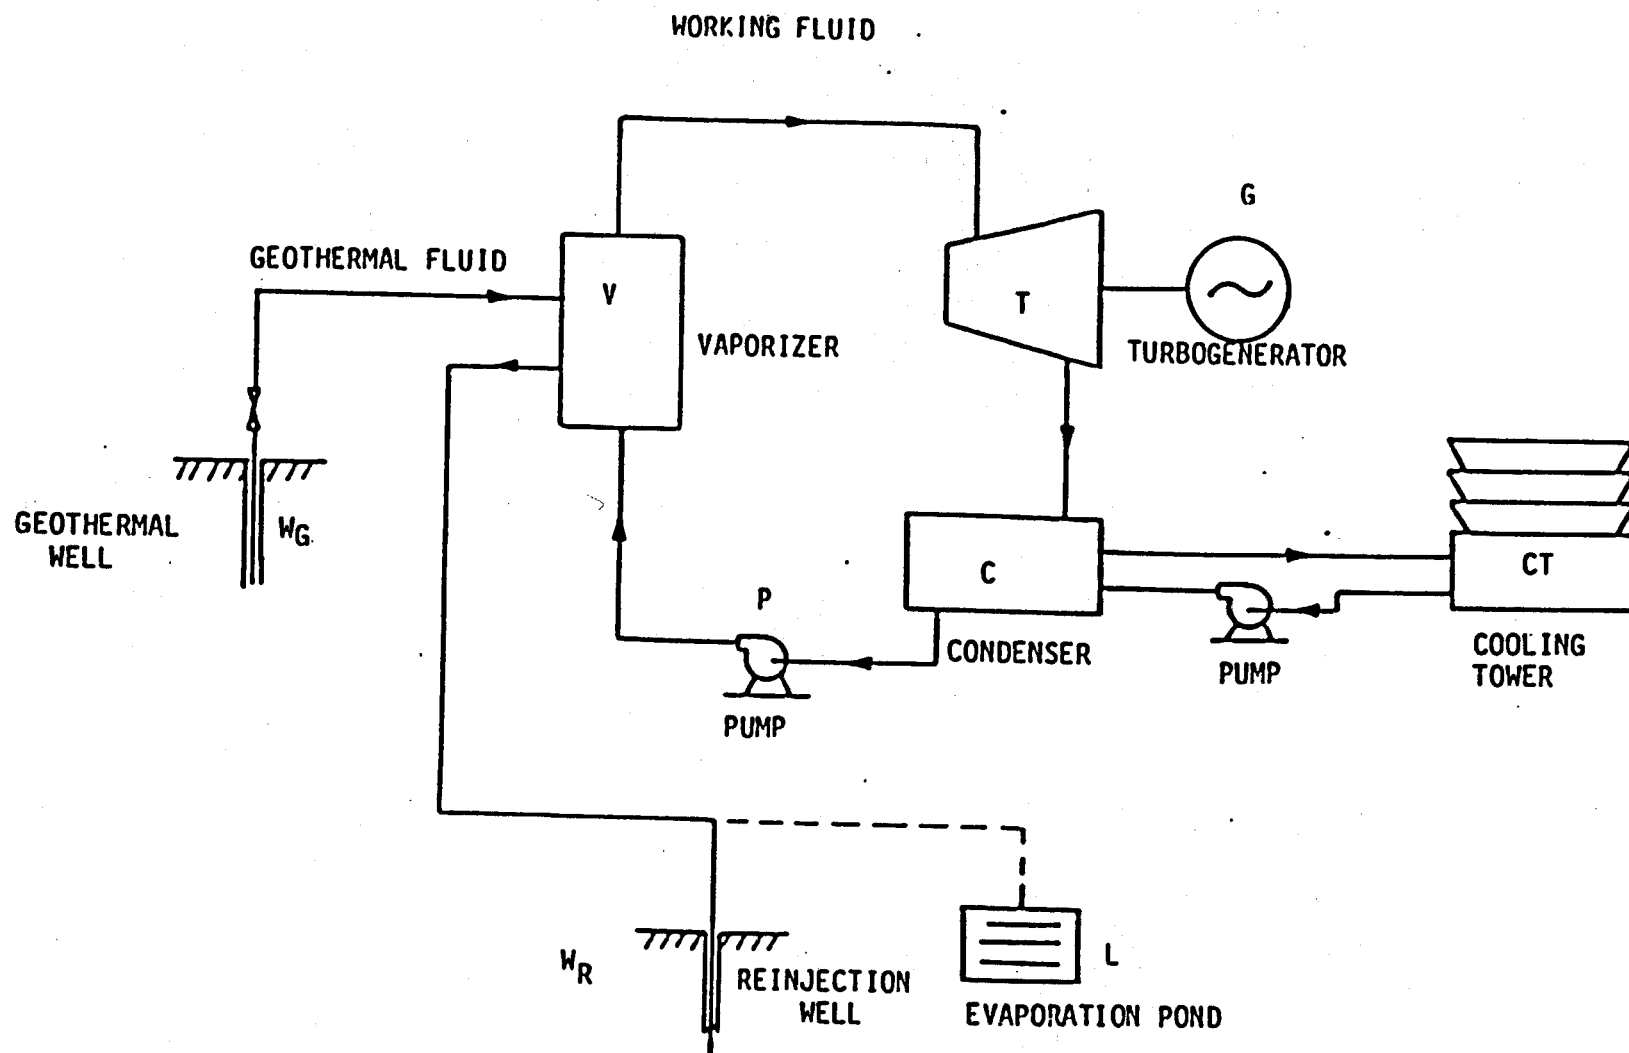 WORKING FLUID
G
GEOTHERMAL FLUID
V
T
VAPORIZER
TURBOGENERATOR
GEOTHERMAL
WELL
WG
C
CT
P
CONDENSER
PUMP
COOLING
TOWER
PUMP
WR
REINJECTION
WELL
L
EVAPORATION POND